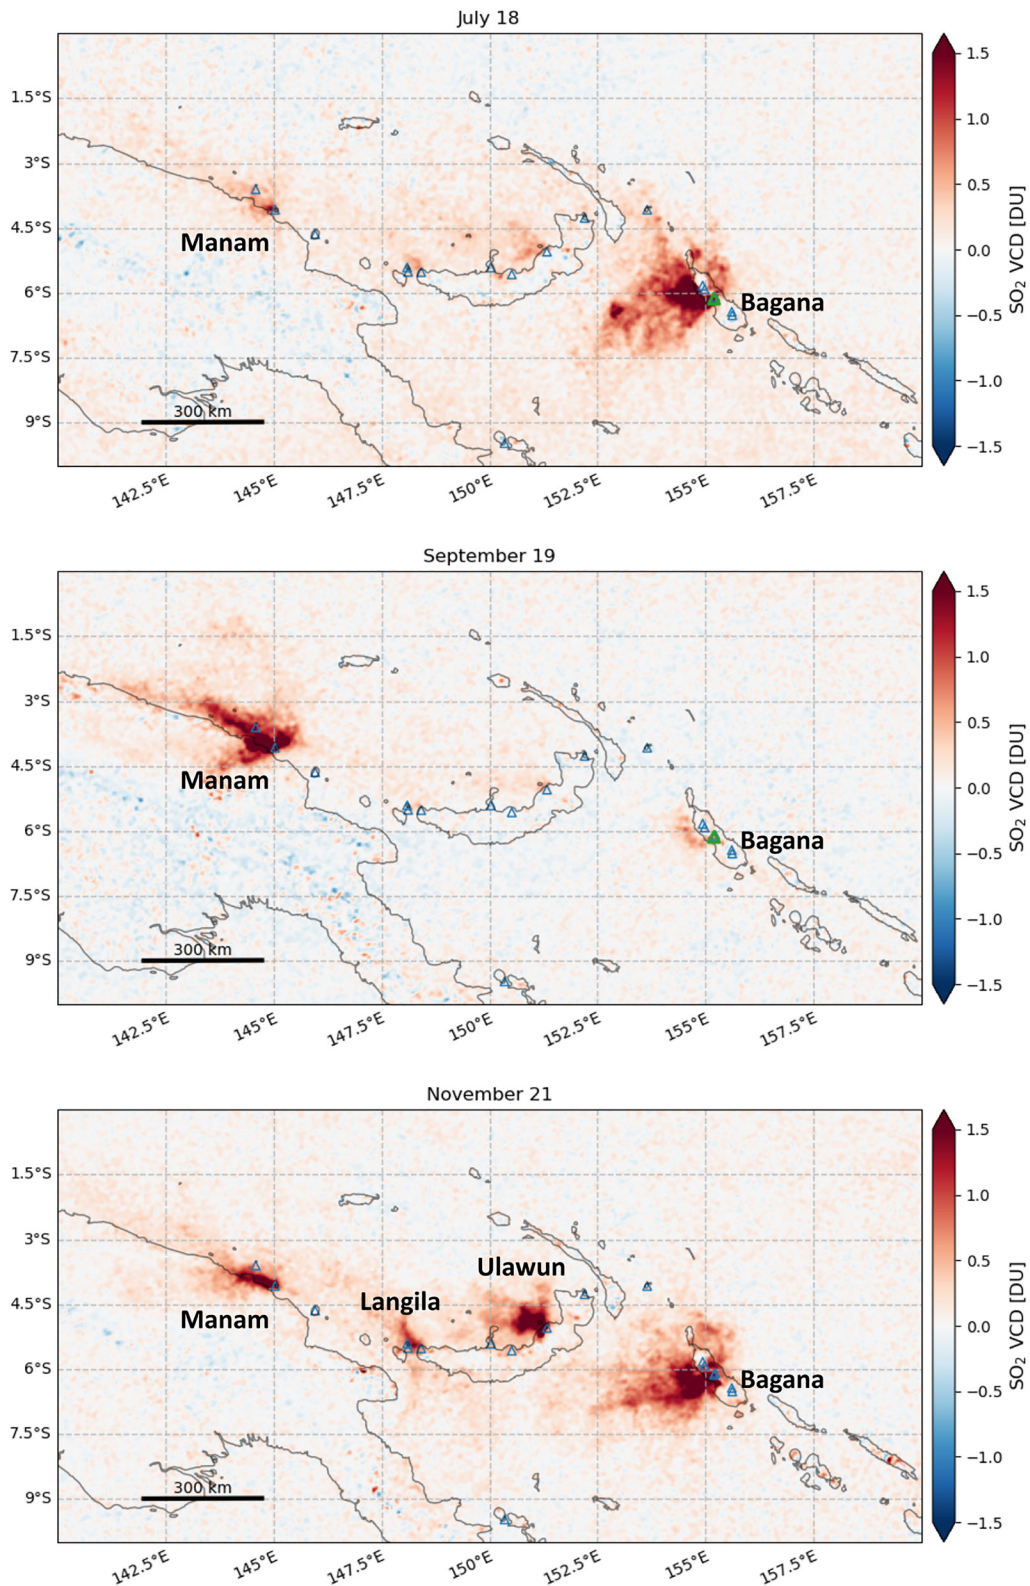 July 18
1.5°S
3°S
4.5°S
6°S
7.5°S
9°S
Manam
Bagana
300 km
142.5°E
145°E
147.5°E
150°E
152.5°E
155°E
157.5°E
1.5
1.0
0.5
0.0
−0.5
−1.0
−1.5
SO₂ VCD [DU]
September 19
1.5°S
3°S
4.5°S
6°S
7.5°S
9°S
Manam
Bagana
300 km
142.5°E
145°E
147.5°E
150°E
152.5°E
155°E
157.5°E
1.5
1.0
0.5
0.0
−0.5
−1.0
−1.5
SO₂ VCD [DU]
November 21
1.5°S
3°S
4.5°S
6°S
7.5°S
9°S
Ulawun
Langila
Manam
Bagana
300 km
142.5°E
145°E
147.5°E
150°E
152.5°E
155°E
157.5°E
1.5
1.0
0.5
0.0
−0.5
−1.0
−1.5
SO₂ VCD [DU]